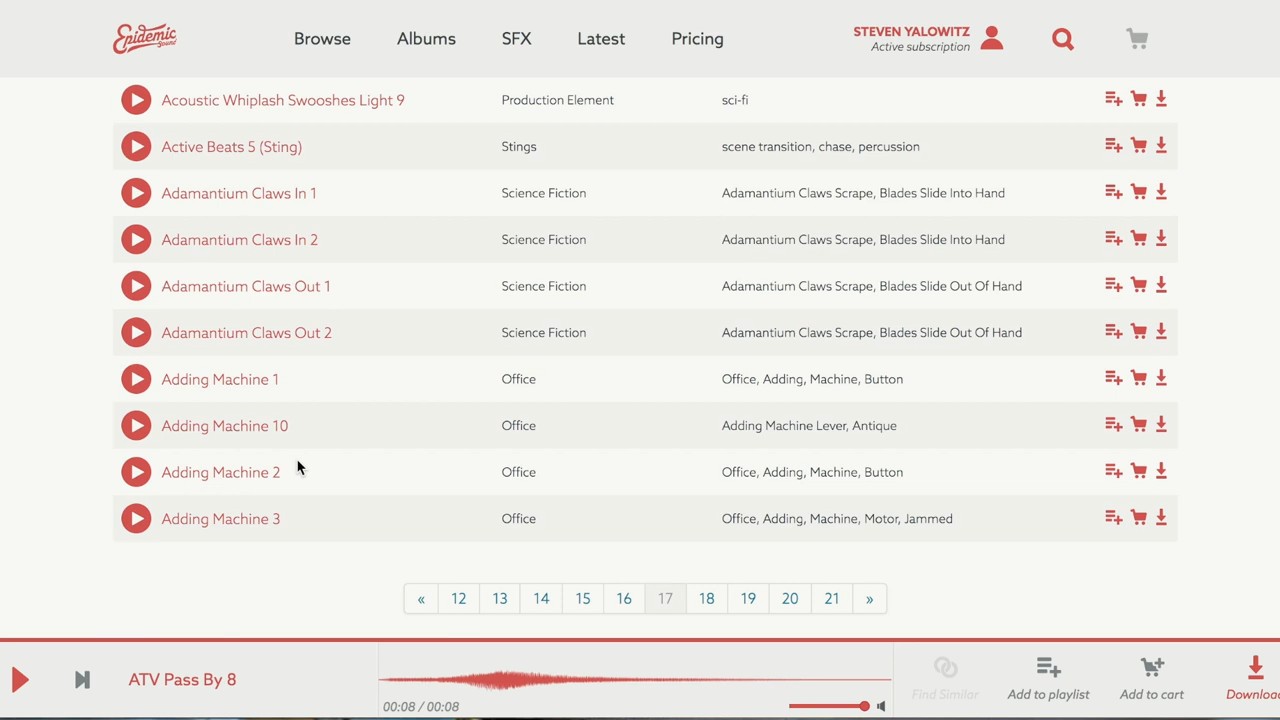 Epidemic Sound
Browse Albums SFX Latest Pricing
STEVEN YALOWITZ
Active subscription
Acoustic Whiplash Swooshes Light 9 Production Element sci-fi
Active Beats 5 (Sting) Stings scene transition, chase, percussion
Adamantium Claws In 1 Science Fiction Adamantium Claws Scrape, Blades Slide Into Hand
Adamantium Claws In 2 Science Fiction Adamantium Claws Scrape, Blades Slide Into Hand
Adamantium Claws Out 1 Science Fiction Adamantium Claws Scrape, Blades Slide Out Of Hand
Adamantium Claws Out 2 Science Fiction Adamantium Claws Scrape, Blades Slide Out Of Hand
Adding Machine 1 Office Office, Adding, Machine, Button
Adding Machine 10 Office Adding Machine Lever, Antique
Adding Machine 2 Office Office, Adding, Machine, Button
Adding Machine 3 Office Office, Adding, Machine, Motor, Jammed
« 12 13 14 15 16 17 18 19 20 21 »
ATV Pass By 8
00:08 / 00:08
Find Similar Add to playlist Add to cart Downloac